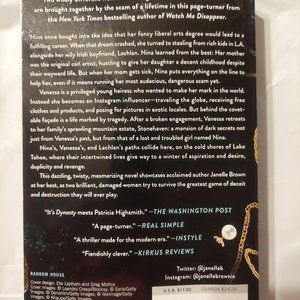 are brought together by the scam of a lifetime in this page-turner from
the New York Times bestselling author of Watch Me Disappear.
Nina once bought into the idea that her fancy liberal arts degree would lead to a
fulfilling career. When that dream crashed, she turned to stealing from rich kids in L.A.
alongside her wily Irish boyfriend, Lachlan. Nina learned from the best: Her mother
was the original con artist, hustling to give her daughter a decent childhood despite
their wayward life. But when her mom gets sick, Nina puts everything on the line to
help her, even if it means running her most audacious, dangerous scam yet.
Vanessa is a privileged young heiress who wanted to make her mark in the world.
Instead she becomes an Instagram influencer—traveling the globe, receiving free
clothes and products, and posing for pictures in exotic locales. But behind the covet-
able façade is a life marked by tragedy. After a broken engagement, Vanessa retreats
to her family's sprawling mountain estate, Stonehaven: a mansion of dark secrets not
just from Vanessa's past, but from that of a lost and troubled girl named Nina.
Nina's, Vanessa's, and Lachlan's paths collide here, on the cold shores of Lake
Tahoe, where their intertwined lives give way to a winter of aspiration and desire,
duplicity and revenge.
This dazzling, twisty, mesmerizing novel showcases acclaimed author Janelle Brown
at her best, as two brilliant, damaged women try to survive the greatest game of deceit
and destruction they will ever play.
"It's Dynasty meets Patricia Highsmith." —THE WASHINGTON POST
"A page-turner." —REAL SIMPLE
"A thriller made for the modern era." —INSTYLE
"Fiendishly clever." —KIRKUS REVIEWS
RANDOM HOUSE
Twitter: @janelleb
Instagram: @janellebrownie
U.S.A. $17.00
CANADA $23.00